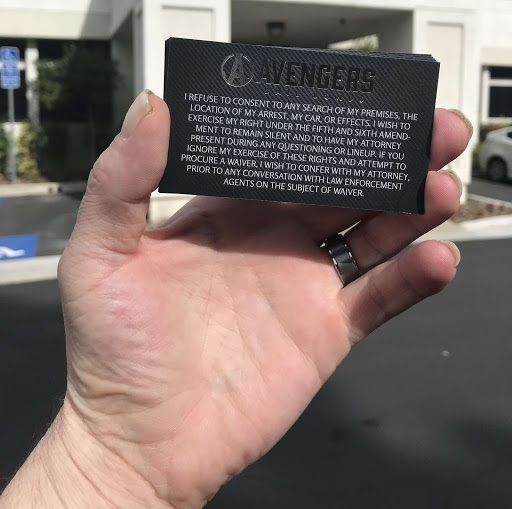 AVENGERS
I REFUSE TO CONSENT TO ANY SEARCH OF MY PREMISES, THE
LOCATION OF MY ARREST, MY CAR, OR EFFECTS. I WISH TO
EXERCISE MY RIGHT UNDER THE FIFTH AND SIXTH AMEND-
MENT TO REMAIN SILENT AND TO HAVE MY ATTORNEY
PRESENT DURING ANY QUESTIONING OR LINEUP. IF YOU
IGNORE MY EXERCISE OF THESE RIGHTS AND ATTEMPT TO
PROCURE A WAIVER, I WISH TO CONFER WITH MY ATTORNEY,
PRIOR TO ANY CONVERSATION WITH LAW ENFORCEMENT
AGENTS ON THE SUBJECT OF WAIVER.